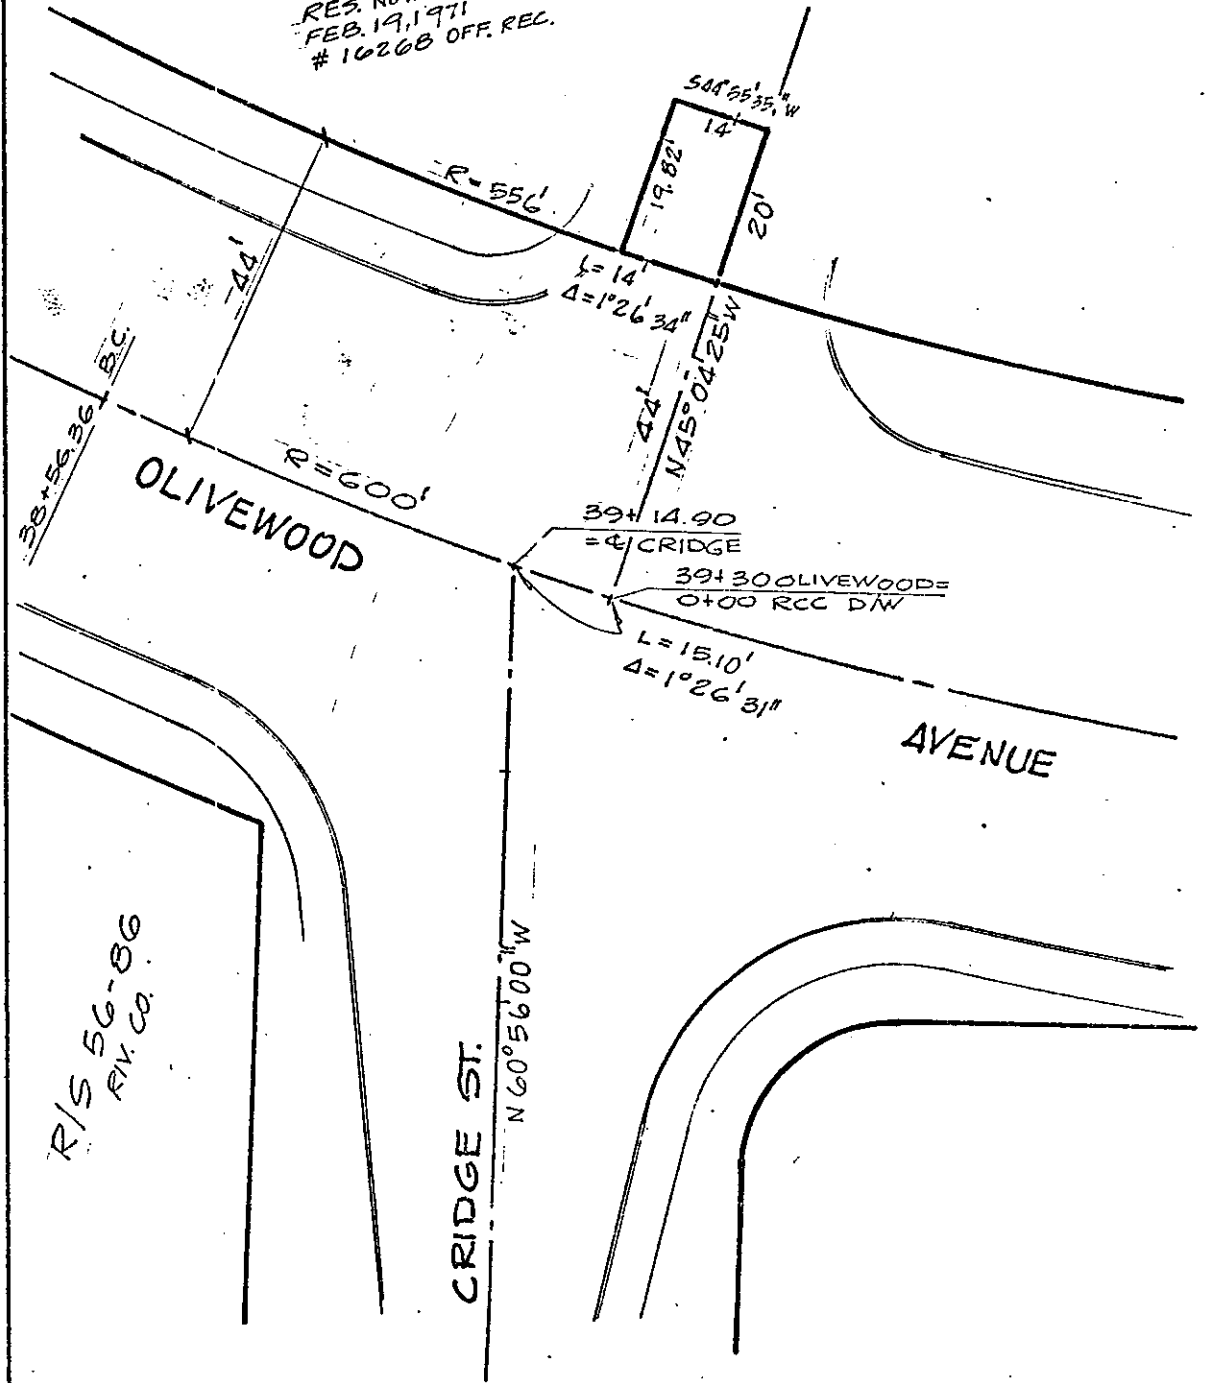 FEB. 19, 1971
# 16268 OFF. REC.
S44°55'35"W
14'
19.82'
20'
R=556'
L=14'
Δ=1°26'34"
44'
B.C.
38+56.36
R=600'
OLIVEWOOD
44'
N45°04'25"W
39+14.90
=℄ CRIDGE
39+30 OLIVEWOOD=
0+00 RCC D/W
L=15.10'
Δ=1°26'31"
AVENUE
R/S 56-86
RIV. CO.
CRIDGE ST.
N60°56'00"W